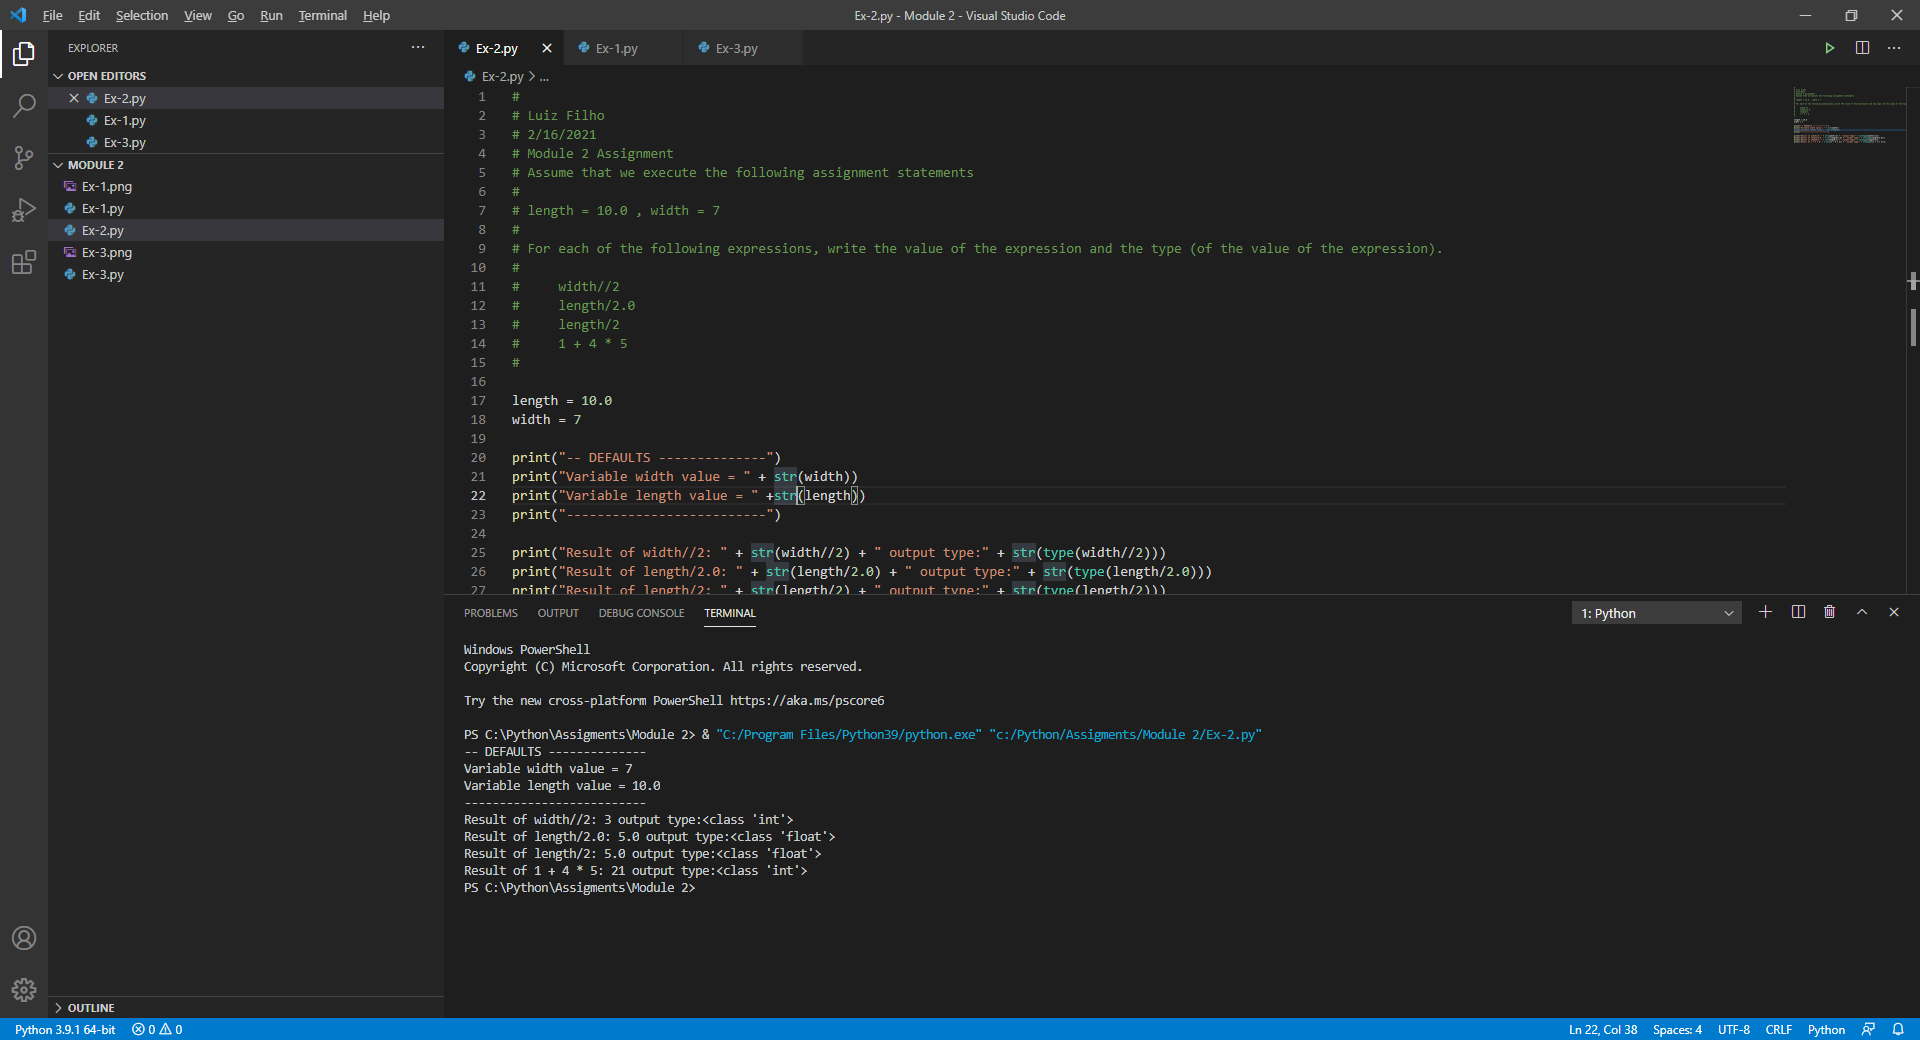 File Edit Selection View Go Run Terminal Help
Ex-2.py - Module 2 - Visual Studio Code
EXPLORER
OPEN EDITORS
Ex-2.py
Ex-1.py
Ex-3.py
MODULE 2
Ex-1.png
Ex-1.py
Ex-2.py
Ex-3.png
Ex-3.py
OUTLINE
Ex-2.py Ex-1.py Ex-3.py
Ex-2.py > ...
1 #
2 # Luiz Filho
3 # 2/16/2021
4 # Module 2 Assignment
5 # Assume that we execute the following assignment statements
6 #
7 # length = 10.0 , width = 7
8 #
9 # For each of the following expressions, write the value of the expression and the type (of the value of the expression).
10 #
11 #     width//2
12 #     length/2.0
13 #     length/2
14 #     1 + 4 * 5
15 #
16
17 length = 10.0
18 width = 7
19
20 print("-- DEFAULTS --------------")
21 print("Variable width value = " + str(width))
22 print("Variable length value = " +str(length))
23 print("--------------------------")
24
25 print("Result of width//2: " + str(width//2) + " output type:" + str(type(width//2)))
26 print("Result of length/2.0: " + str(length/2.0) + " output type:" + str(type(length/2.0)))
27 print("Result of length/2: " + str(length/2) + " output type:" + str(type(length/2)))
PROBLEMS OUTPUT DEBUG CONSOLE TERMINAL
1: Python
Windows PowerShell
Copyright (C) Microsoft Corporation. All rights reserved.
Try the new cross-platform PowerShell https://aka.ms/pscore6
PS C:\Python\Assigments\Module 2> & "C:/Program Files/Python39/python.exe" "c:/Python/Assigments/Module 2/Ex-2.py"
-- DEFAULTS --------------
Variable width value = 7
Variable length value = 10.0
--------------------------
Result of width//2: 3 output type:<class 'int'>
Result of length/2.0: 5.0 output type:<class 'float'>
Result of length/2: 5.0 output type:<class 'float'>
Result of 1 + 4 * 5: 21 output type:<class 'int'>
PS C:\Python\Assigments\Module 2>
Python 3.9.1 64-bit 0 0
Ln 22, Col 38 Spaces: 4 UTF-8 CRLF Python